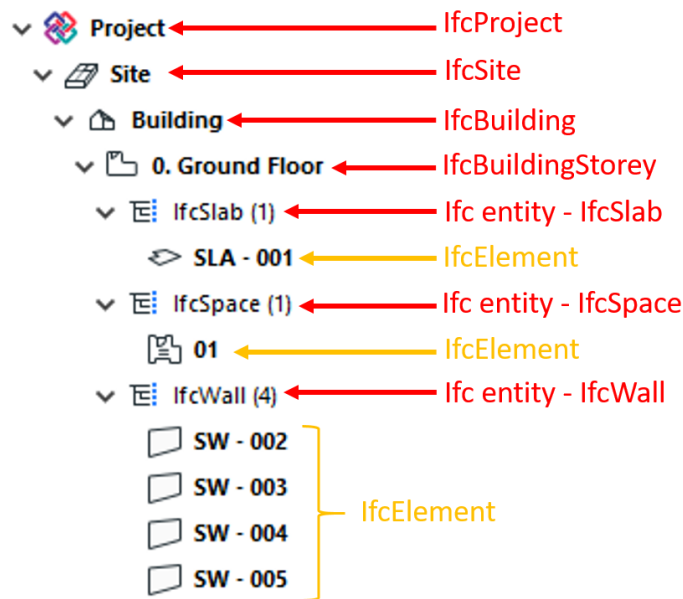 Project IfcProject
Site IfcSite
Building IfcBuilding
0. Ground Floor IfcBuildingStorey
IfcSlab (1) Ifc entity - IfcSlab
SLA - 001 IfcElement
IfcSpace (1) Ifc entity - IfcSpace
01 IfcElement
IfcWall (4) Ifc entity - IfcWall
SW - 002
SW - 003
IfcElement
SW - 004
SW - 005